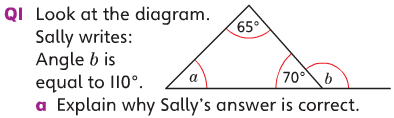 Q1 Look at the diagram.
Sally writes:
Angle b is
equal to 110°.
65°
a
70°
b
a Explain why Sally's answer is correct.